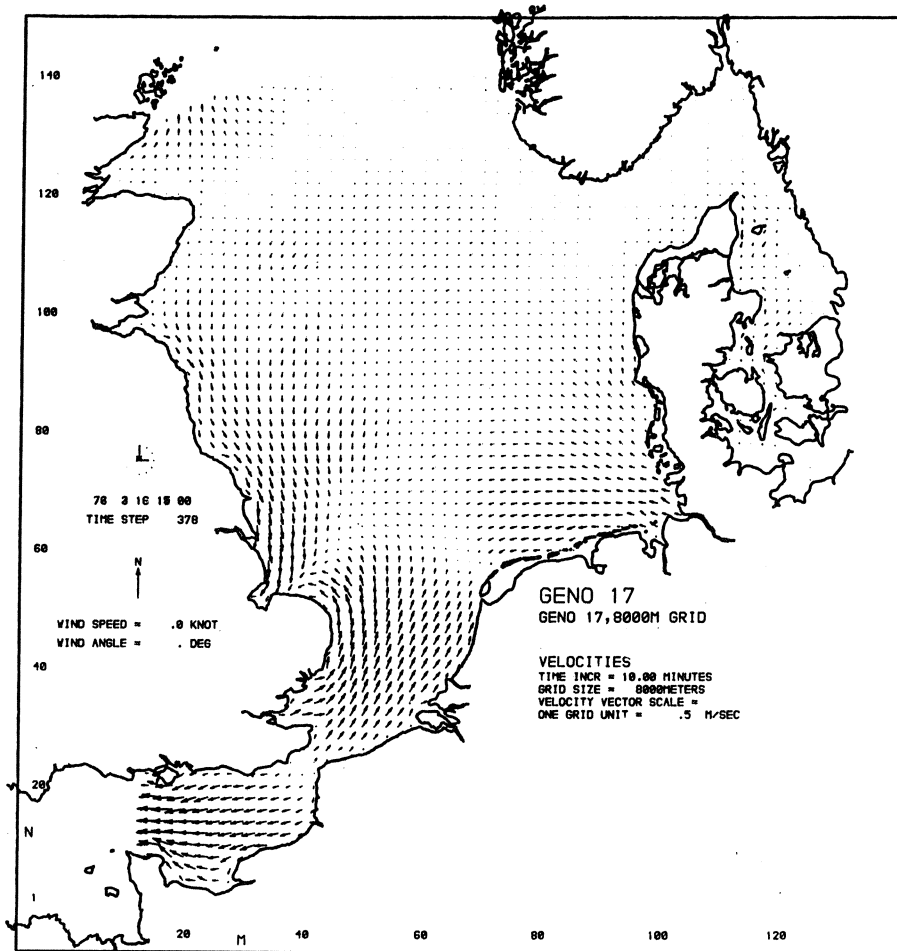 140
120
100
80
76 3 16 15 00
TIME STEP 378
60
N
WIND SPEED = .0 KNOT
WIND ANGLE = . DEG
GENO 17
GENO 17,8000M GRID
40
VELOCITIES
TIME INCR = 10.00 MINUTES
GRID SIZE = 8000METERS
VELOCITY VECTOR SCALE =
ONE GRID UNIT = .5 M/SEC
20
N
1
20 M 40 60 80 100 120